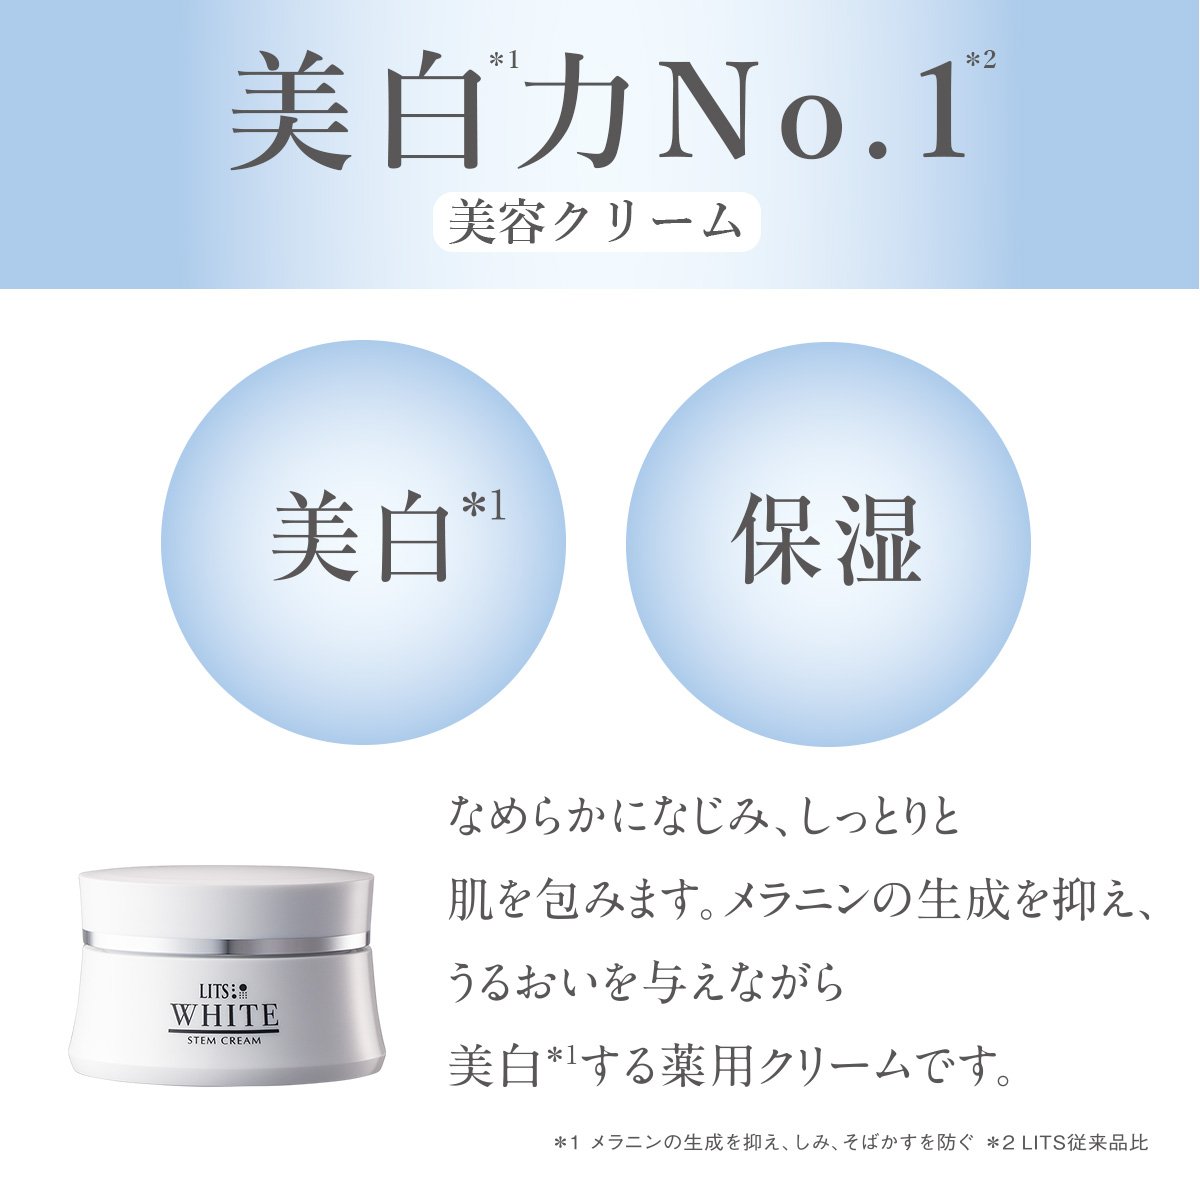 美白*1力No.1*2
美容クリーム
美白*1
保湿
なめらかになじみ、しっとりと
肌を包みます。メラニンの生成を抑え、
うるおいを与えながら
美白*1する薬用クリームです。
LITS
WHITE
STEM CREAM
*1 メラニンの生成を抑え、しみ、そばかすを防ぐ *2 LITS従来品比